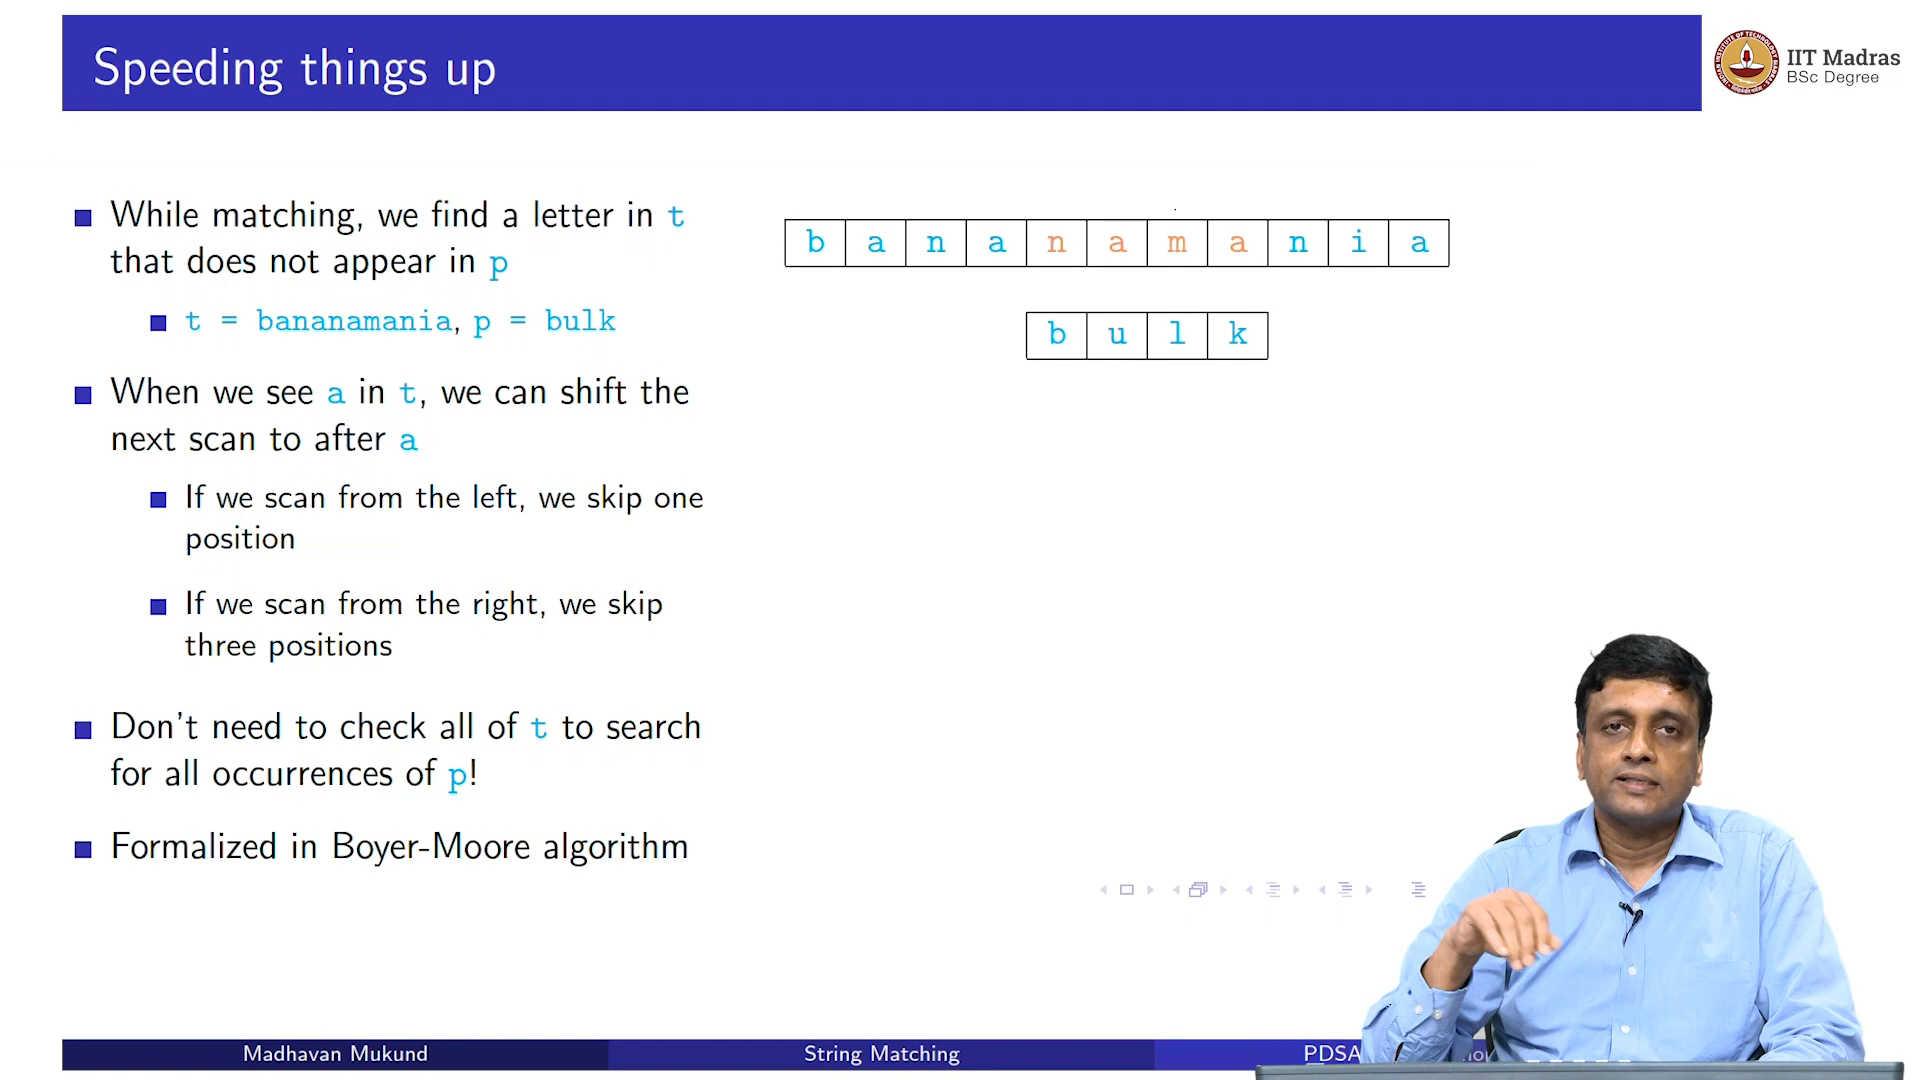 Speeding things up
IIT Madras
BSc Degree
While matching, we find a letter in t
that does not appear in p
t = bananamania, p = bulk
When we see a in t, we can shift the
next scan to after a
If we scan from the left, we skip one
position
If we scan from the right, we skip
three positions
Don't need to check all of t to search
for all occurrences of p!
Formalized in Boyer-Moore algorithm
b a n a n a m a n i a
b u l k
Madhavan Mukund
String Matching
PDSA